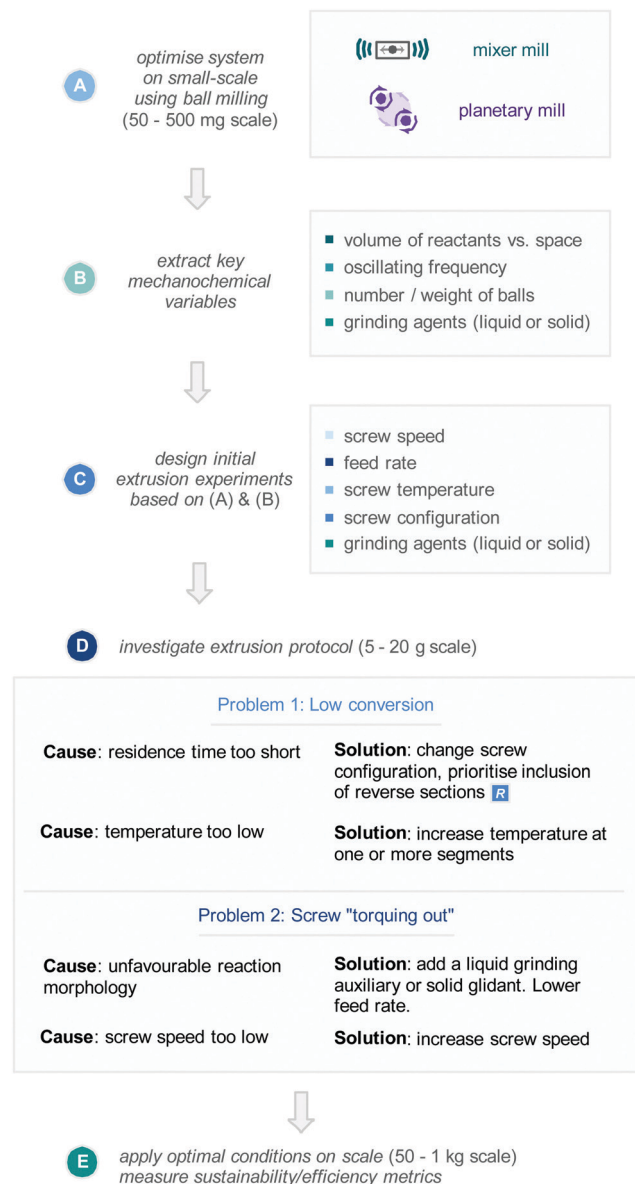 A
optimise system
on small-scale
using ball milling
(50 - 500 mg scale)
mixer mill
planetary mill
B
extract key
mechanochemical
variables
volume of reactants vs. space
oscillating frequency
number / weight of balls
grinding agents (liquid or solid)
C
design initial
extrusion experiments
based on (A) & (B)
screw speed
feed rate
screw temperature
screw configuration
grinding agents (liquid or solid)
D
investigate extrusion protocol (5 - 20 g scale)
Problem 1: Low conversion
Cause: residence time too short
Solution: change screw
configuration, prioritise inclusion
of reverse sections R
Cause: temperature too low
Solution: increase temperature at
one or more segments
Problem 2: Screw "torquing out"
Cause: unfavourable reaction
morphology
Solution: add a liquid grinding
auxiliary or solid glidant. Lower
feed rate.
Cause: screw speed too low
Solution: increase screw speed
E
apply optimal conditions on scale (50 - 1 kg scale)
measure sustainability/efficiency metrics